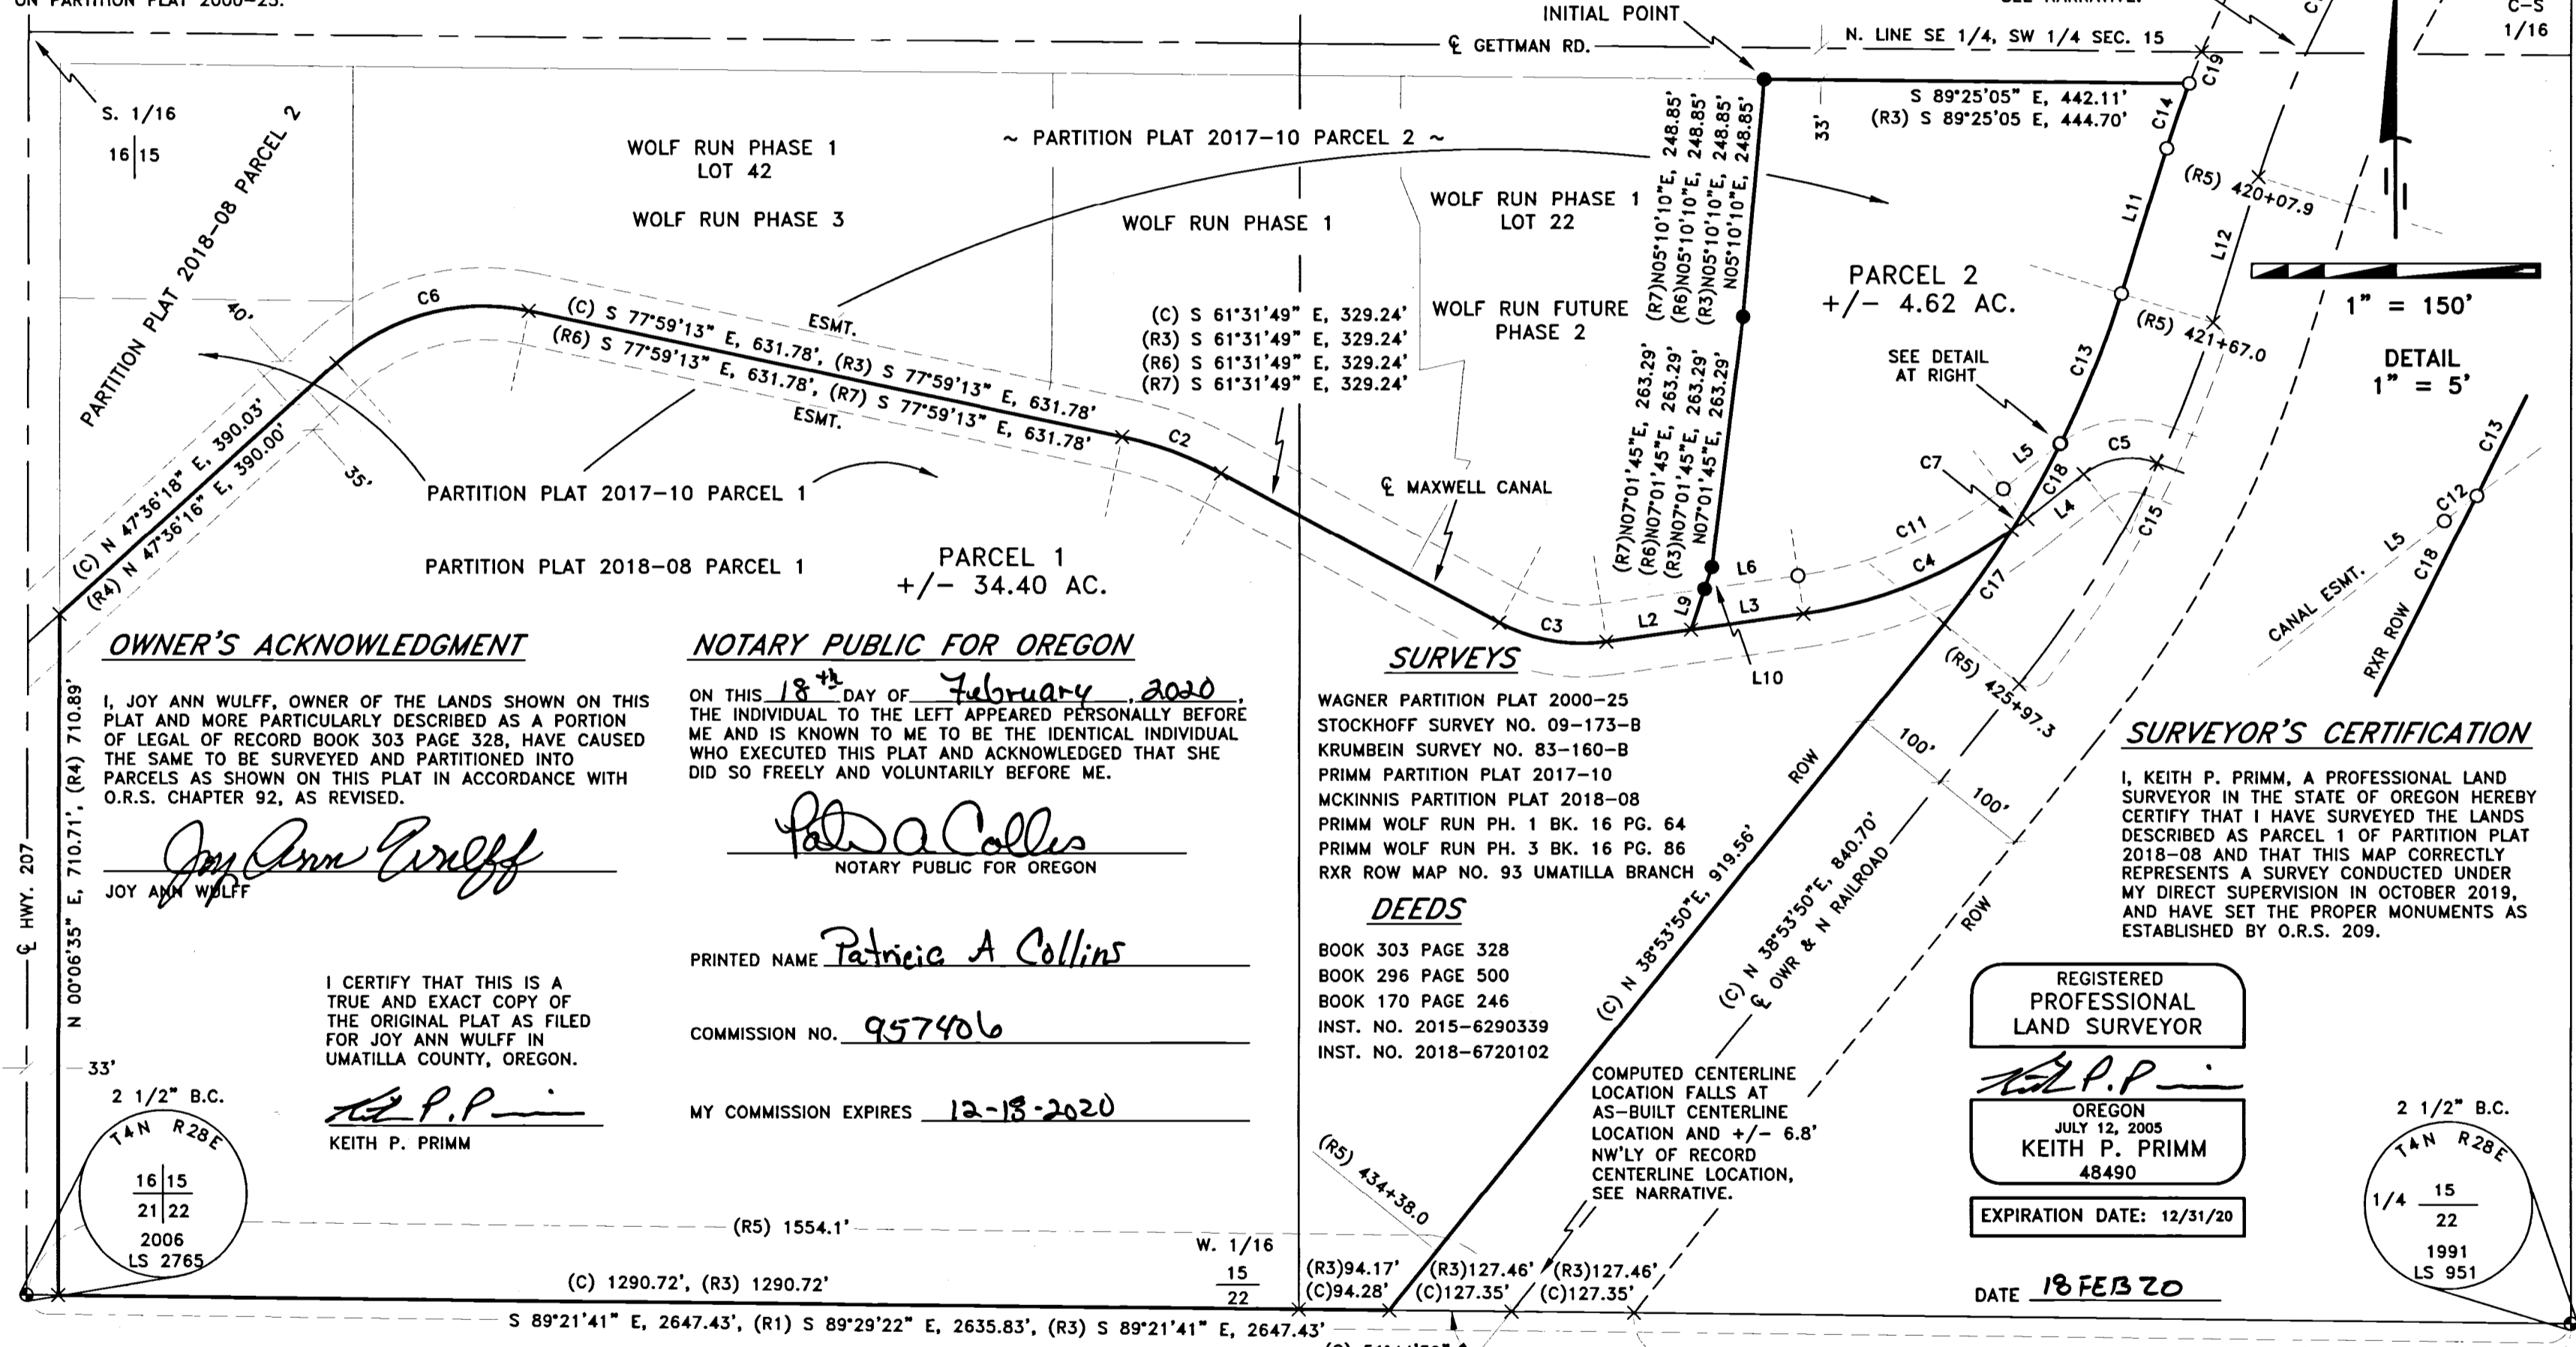 ON PARTITION PLAT 2000-25.
INITIAL POINT
SEE NARRATIVE.
C-S
1/16
℄ GETTMAN RD.
N. LINE SE 1/4, SW 1/4 SEC. 15
C19
S. 1/16
16|15
S 89°25'05" E, 442.11'
(R3) S 89°25'05 E, 444.70'
33'
C14
PARTITION PLAT 2018-08 PARCEL 2
WOLF RUN PHASE 1
LOT 42
~ PARTITION PLAT 2017-10 PARCEL 2 ~
WOLF RUN PHASE 3
WOLF RUN PHASE 1
WOLF RUN PHASE 1
LOT 22
(R7)N05°10'10"E, 248.85'
(R6)N05°10'10"E, 248.85'
(R3)N05°10'10"E, 248.85'
N05°10'10"E, 248.85'
(R5) 420+07.9
L11
L12
PARCEL 2
+/- 4.62 AC.
1" = 150'
C6
40'
(C) S 77°59'13" E, 631.78', (R3) S 77°59'13" E, 631.78'
ESMT.
(R6) S 77°59'13" E, 631.78', (R7) S 77°59'13" E, 631.78'
ESMT.
(C) S 61°31'49" E, 329.24'
(R3) S 61°31'49" E, 329.24'
(R6) S 61°31'49" E, 329.24'
(R7) S 61°31'49" E, 329.24'
WOLF RUN FUTURE
PHASE 2
(R5) 421+67.0
SEE DETAIL
AT RIGHT
C13
DETAIL
1" = 5'
(R7)N07°01'45"E, 263.29'
(R6)N07°01'45"E, 263.29'
(R3)N07°01'45"E, 263.29'
N07°01'45"E, 263.29'
C2
35'
(C) N 47°36'18" E, 390.03'
(R4) N 47°36'16" E, 390.00'
PARTITION PLAT 2017-10 PARCEL 1
℄ MAXWELL CANAL
C7
L5
C5
C18
L4
C15
C11
C4
C17
C13
C12
L5
C18
CANAL ESMT.
RXR ROW
PARTITION PLAT 2018-08 PARCEL 1
PARCEL 1
+/- 34.40 AC.
L6
L9
L3
C3
L2
L10
(R5) 425+97.3
OWNER'S ACKNOWLEDGMENT
I, JOY ANN WULFF, OWNER OF THE LANDS SHOWN ON THIS
PLAT AND MORE PARTICULARLY DESCRIBED AS A PORTION
OF LEGAL OF RECORD BOOK 303 PAGE 328, HAVE CAUSED
THE SAME TO BE SURVEYED AND PARTITIONED INTO
PARCELS AS SHOWN ON THIS PLAT IN ACCORDANCE WITH
O.R.S. CHAPTER 92, AS REVISED.
Joy Ann Wulff
JOY ANN WULFF
NOTARY PUBLIC FOR OREGON
ON THIS 18th DAY OF February, 2020,
THE INDIVIDUAL TO THE LEFT APPEARED PERSONALLY BEFORE
ME AND IS KNOWN TO ME TO BE THE IDENTICAL INDIVIDUAL
WHO EXECUTED THIS PLAT AND ACKNOWLEDGED THAT SHE
DID SO FREELY AND VOLUNTARILY BEFORE ME.
NOTARY PUBLIC FOR OREGON
PRINTED NAME Patricia A Collins
COMMISSION NO. 957406
MY COMMISSION EXPIRES 12-18-2020
SURVEYS
WAGNER PARTITION PLAT 2000-25
STOCKHOFF SURVEY NO. 09-173-B
KRUMBEIN SURVEY NO. 83-160-B
PRIMM PARTITION PLAT 2017-10
MCKINNIS PARTITION PLAT 2018-08
PRIMM WOLF RUN PH. 1 BK. 16 PG. 64
PRIMM WOLF RUN PH. 3 BK. 16 PG. 86
RXR ROW MAP NO. 93 UMATILLA BRANCH
DEEDS
BOOK 303 PAGE 328
BOOK 296 PAGE 500
BOOK 170 PAGE 246
INST. NO. 2015-6290339
INST. NO. 2018-6720102
100'
100'
ROW
ROW
(C) N 38°53'50"E, 919.56'
(C) N 38°53'50"E, 840.70'
℄ OWR & N RAILROAD
SURVEYOR'S CERTIFICATION
I, KEITH P. PRIMM, A PROFESSIONAL LAND
SURVEYOR IN THE STATE OF OREGON HEREBY
CERTIFY THAT I HAVE SURVEYED THE LANDS
DESCRIBED AS PARCEL 1 OF PARTITION PLAT
2018-08 AND THAT THIS MAP CORRECTLY
REPRESENTS A SURVEY CONDUCTED UNDER
MY DIRECT SUPERVISION IN OCTOBER 2019,
AND HAVE SET THE PROPER MONUMENTS AS
ESTABLISHED BY O.R.S. 209.
REGISTERED
PROFESSIONAL
LAND SURVEYOR
OREGON
JULY 12, 2005
KEITH P. PRIMM
48490
EXPIRATION DATE: 12/31/20
DATE 18 FEB 20
℄ HWY. 207
N 00°06'35" E, 710.71', (R4) 710.89'
33'
I CERTIFY THAT THIS IS A
TRUE AND EXACT COPY OF
THE ORIGINAL PLAT AS FILED
FOR JOY ANN WULFF IN
UMATILLA COUNTY, OREGON.
KEITH P. PRIMM
2 1/2" B.C.
T4N R28E
16|15
21|22
2006
LS 2765
COMPUTED CENTERLINE
LOCATION FALLS AT
AS-BUILT CENTERLINE
LOCATION AND +/- 6.8'
NW'LY OF RECORD
CENTERLINE LOCATION,
SEE NARRATIVE.
2 1/2" B.C.
T4N R28E
1/4 15
22
1991
LS 951
(R5) 434+38.0
(R5) 1554.1'
W. 1/16
15
22
(C) 1290.72', (R3) 1290.72'
(R3)94.17' (R3)127.46' (R3)127.46'
(C)94.28' (C)127.35' (C)127.35'
S 89°21'41" E, 2647.43', (R1) S 89°29'22" E, 2635.83', (R3) S 89°21'41" E, 2647.43'